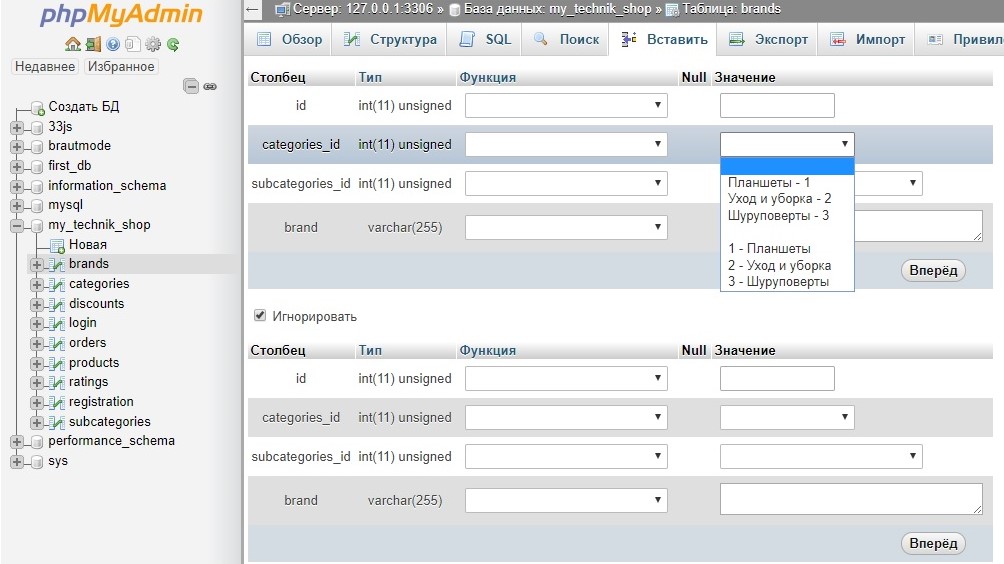 phpMyAdmin
Недавнее Избранное
Создать БД
33js
brautmode
first_db
information_schema
mysql
my_technik_shop
Новая
brands
categories
discounts
login
orders
products
ratings
registration
subcategories
performance_schema
sys
Сервер: 127.0.0.1:3306 » База данных: my_technik_shop » Таблица: brands
Обзор Структура SQL Поиск Вставить Экспорт Импорт Привил
Столбец Тип Функция Null Значение
id int(11) unsigned
categories_id int(11) unsigned
Планшеты - 1
Уход и уборка - 2
Шуруповерты - 3
1 - Планшеты
2 - Уход и уборка
3 - Шуруповерты
subcategories_id int(11) unsigned
brand varchar(255)
Вперёд
Игнорировать
Столбец Тип Функция Null Значение
id int(11) unsigned
categories_id int(11) unsigned
subcategories_id int(11) unsigned
brand varchar(255)
Вперёд